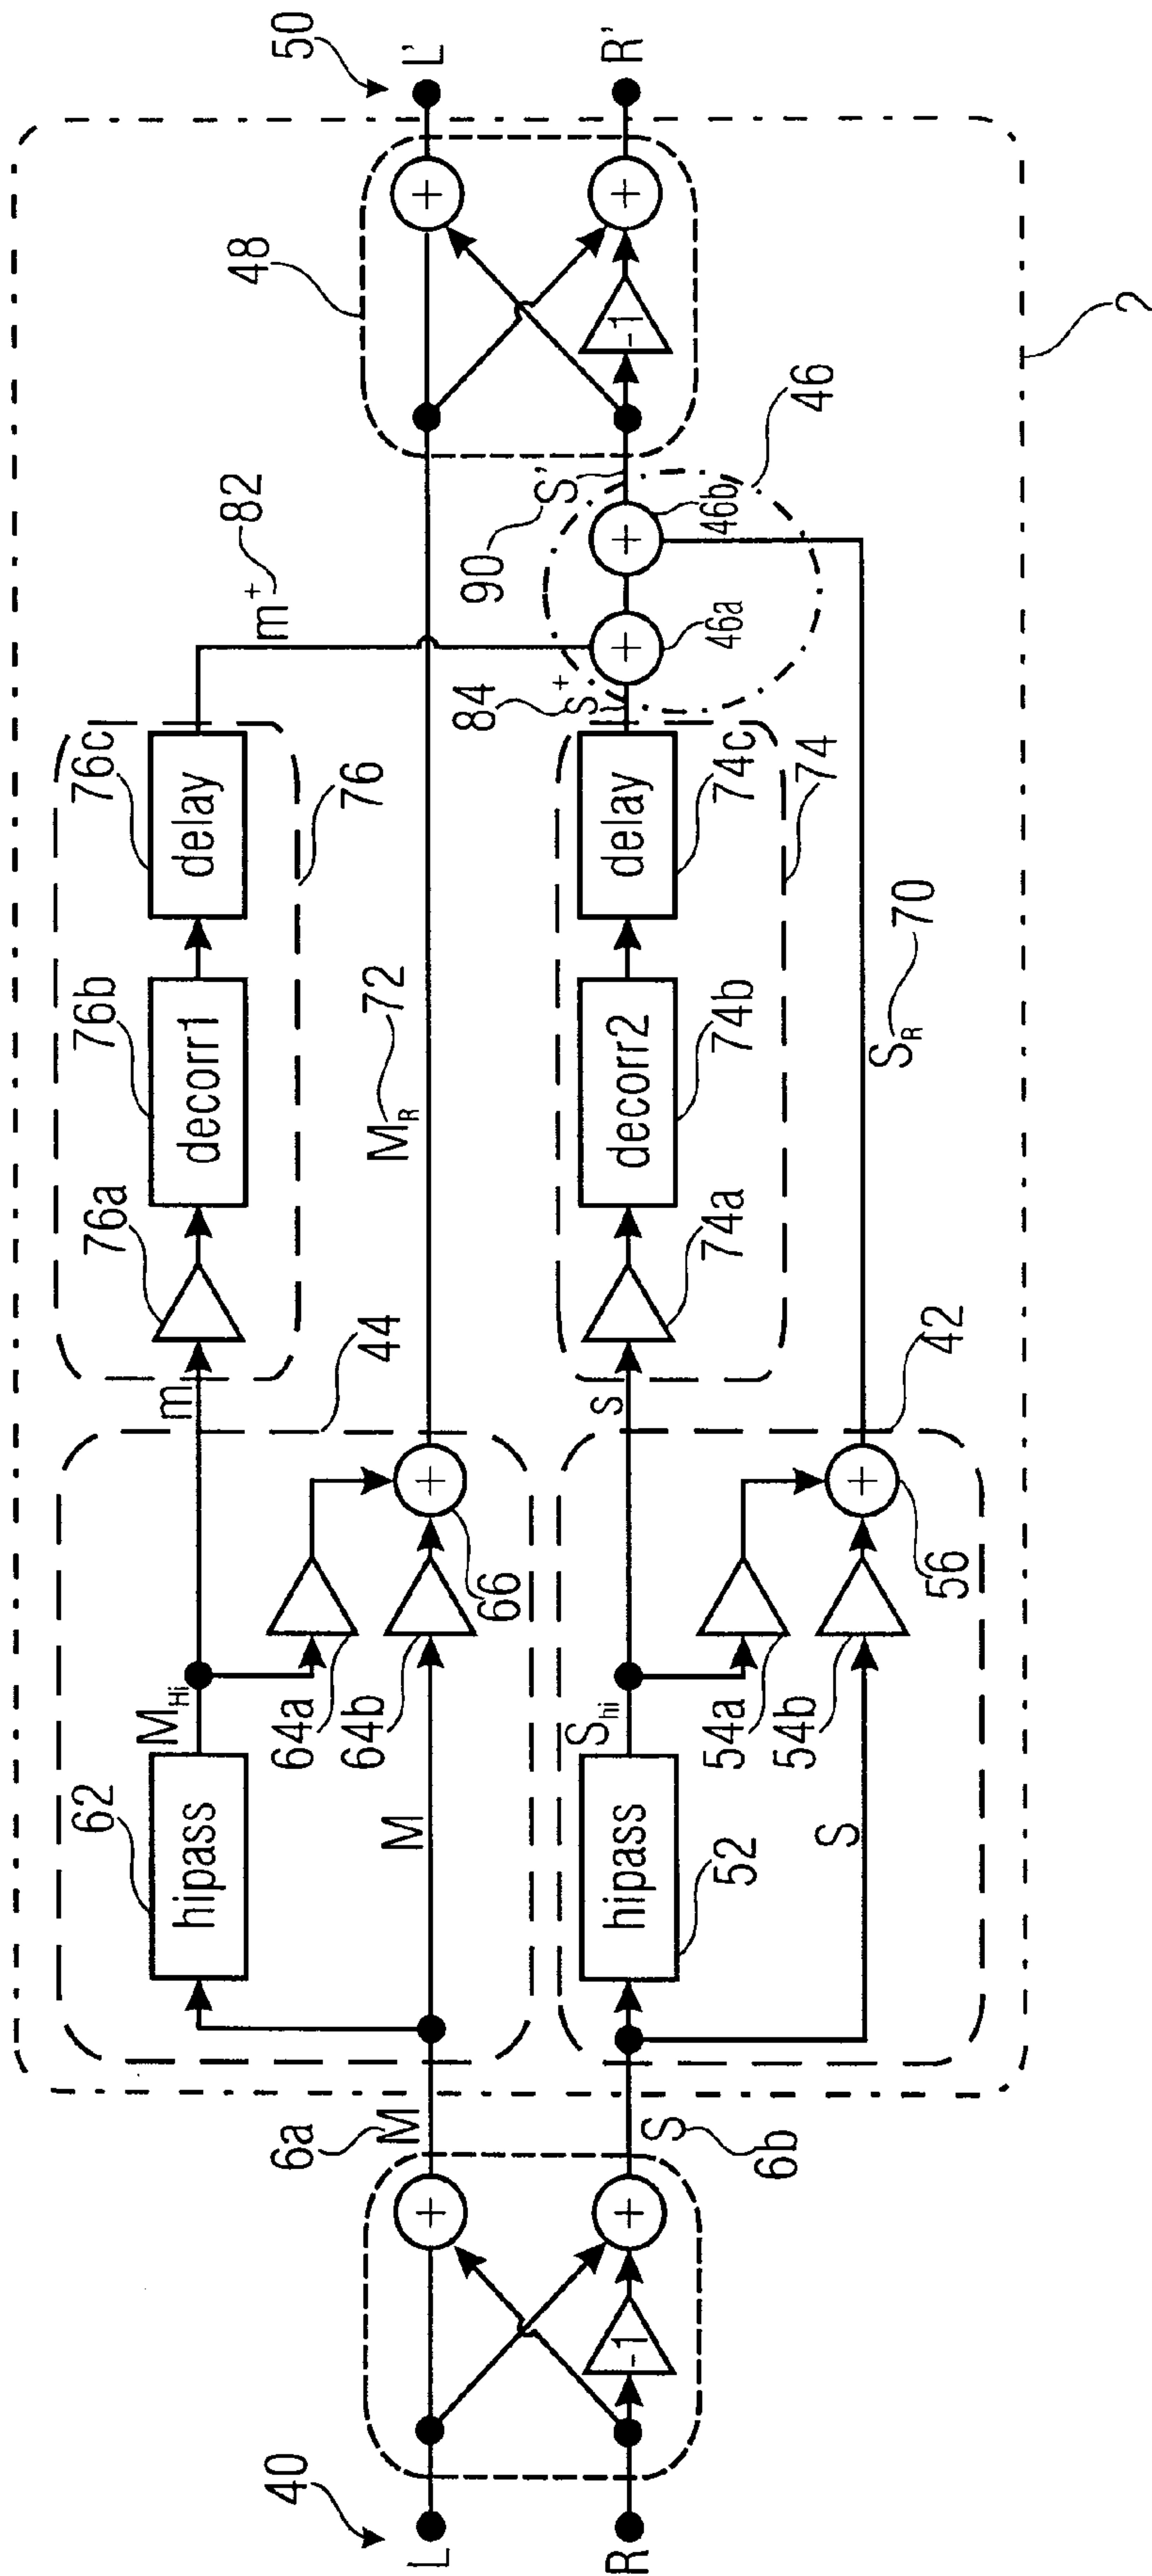 40
L
R
-1
+
+
6a
M
S
6b
62
hipass
M_Hi
M
64a
64b
+
66
44
hipass
52
S_hi
S
54a
54b
+
56
42
m
76a
decorr1
76b
delay
76c
76
M_R 72
s
74a
decorr2
74b
delay
74c
74
S_R 70
m+ 82
84
s+
+
46a
+
46b
90 S'
46
48
-1
+
+
50
L'
R'
2